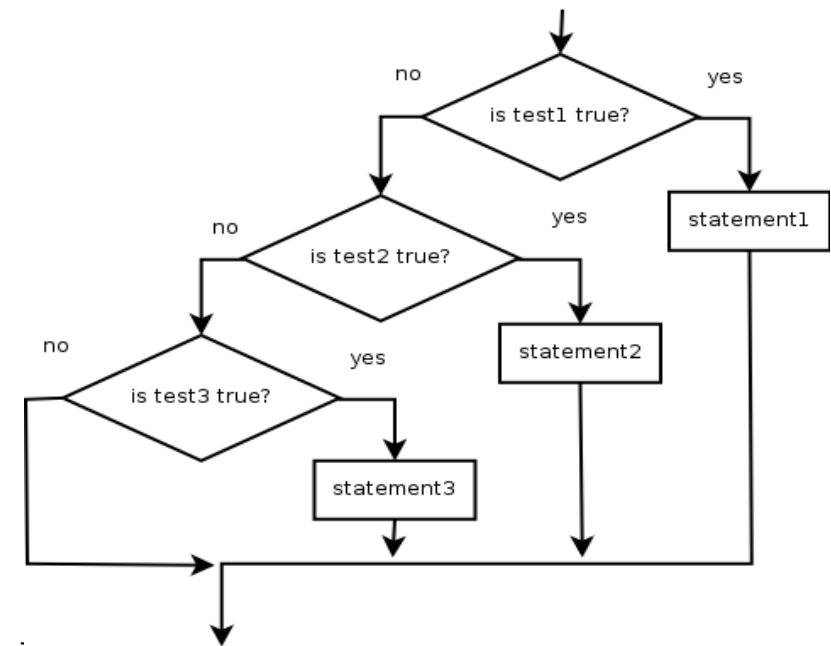 no
yes
is test1 true?
statement1
no
yes
is test2 true?
statement2
no
yes
is test3 true?
statement3